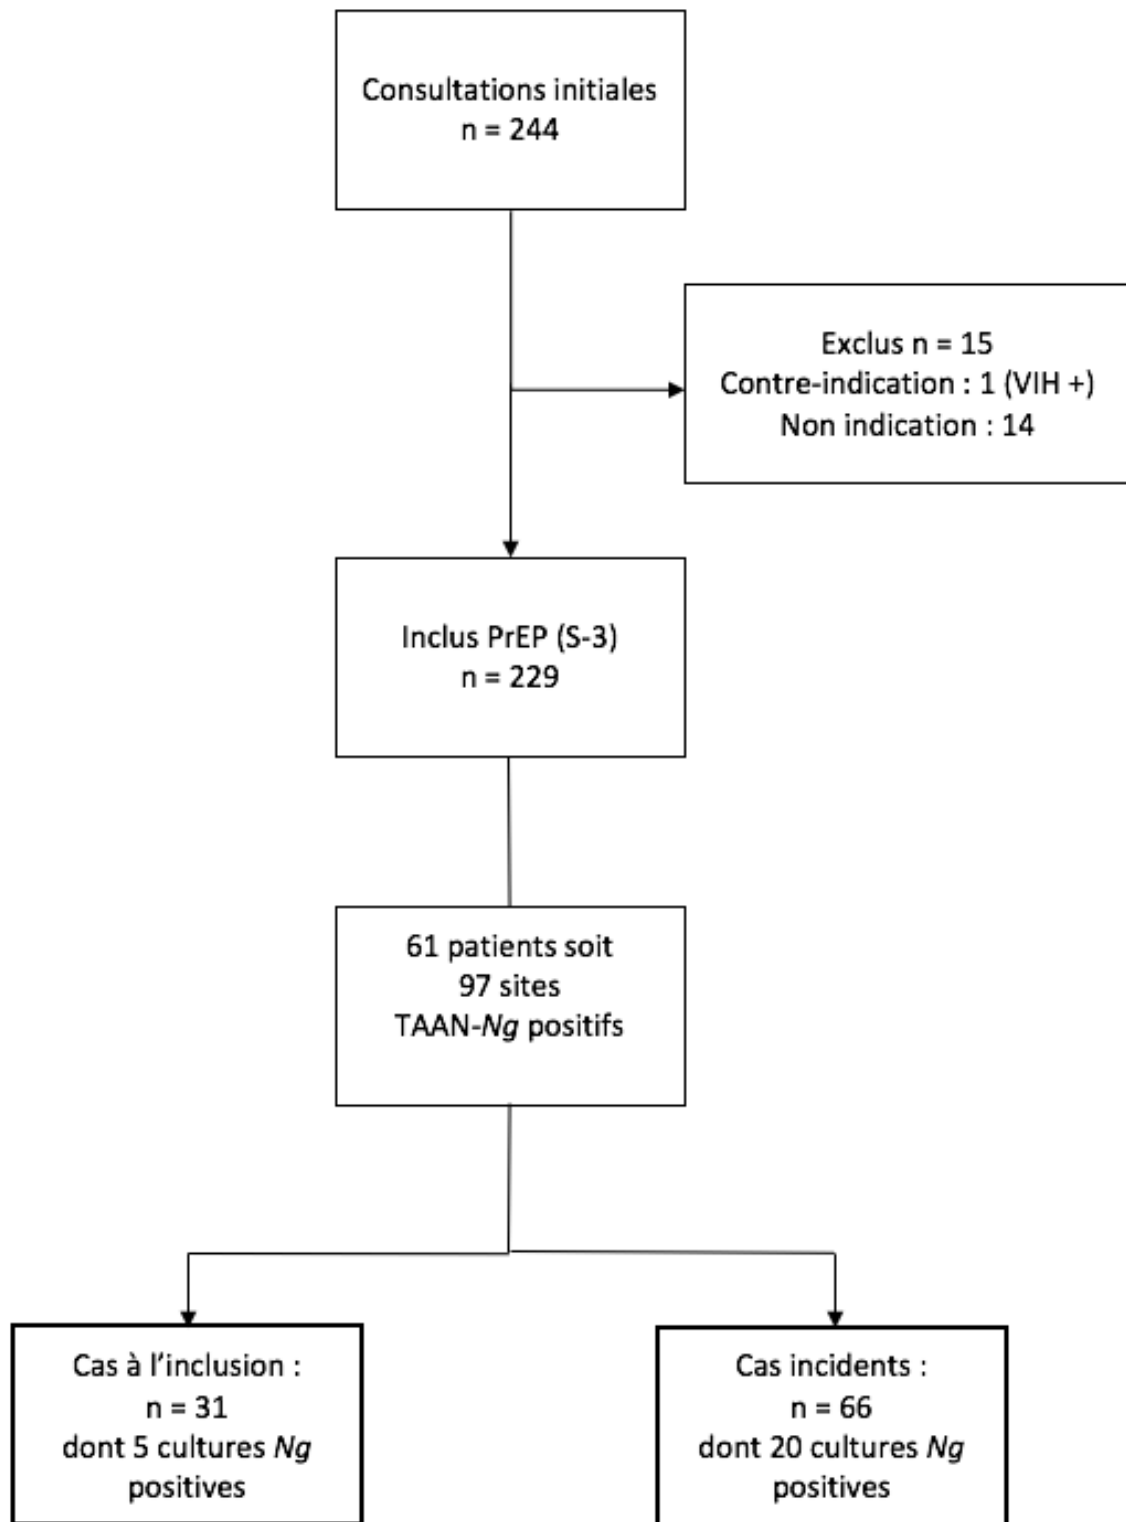 Consultations initiales
n = 244
Exclus n = 15
Contre-indication : 1 (VIH +)
Non indication : 14
Inclus PrEP (S-3)
n = 229
61 patients soit
97 sites
TAAN-Ng positifs
Cas à l’inclusion :
n = 31
dont 5 cultures Ng
positives
Cas incidents :
n = 66
dont 20 cultures Ng
positives